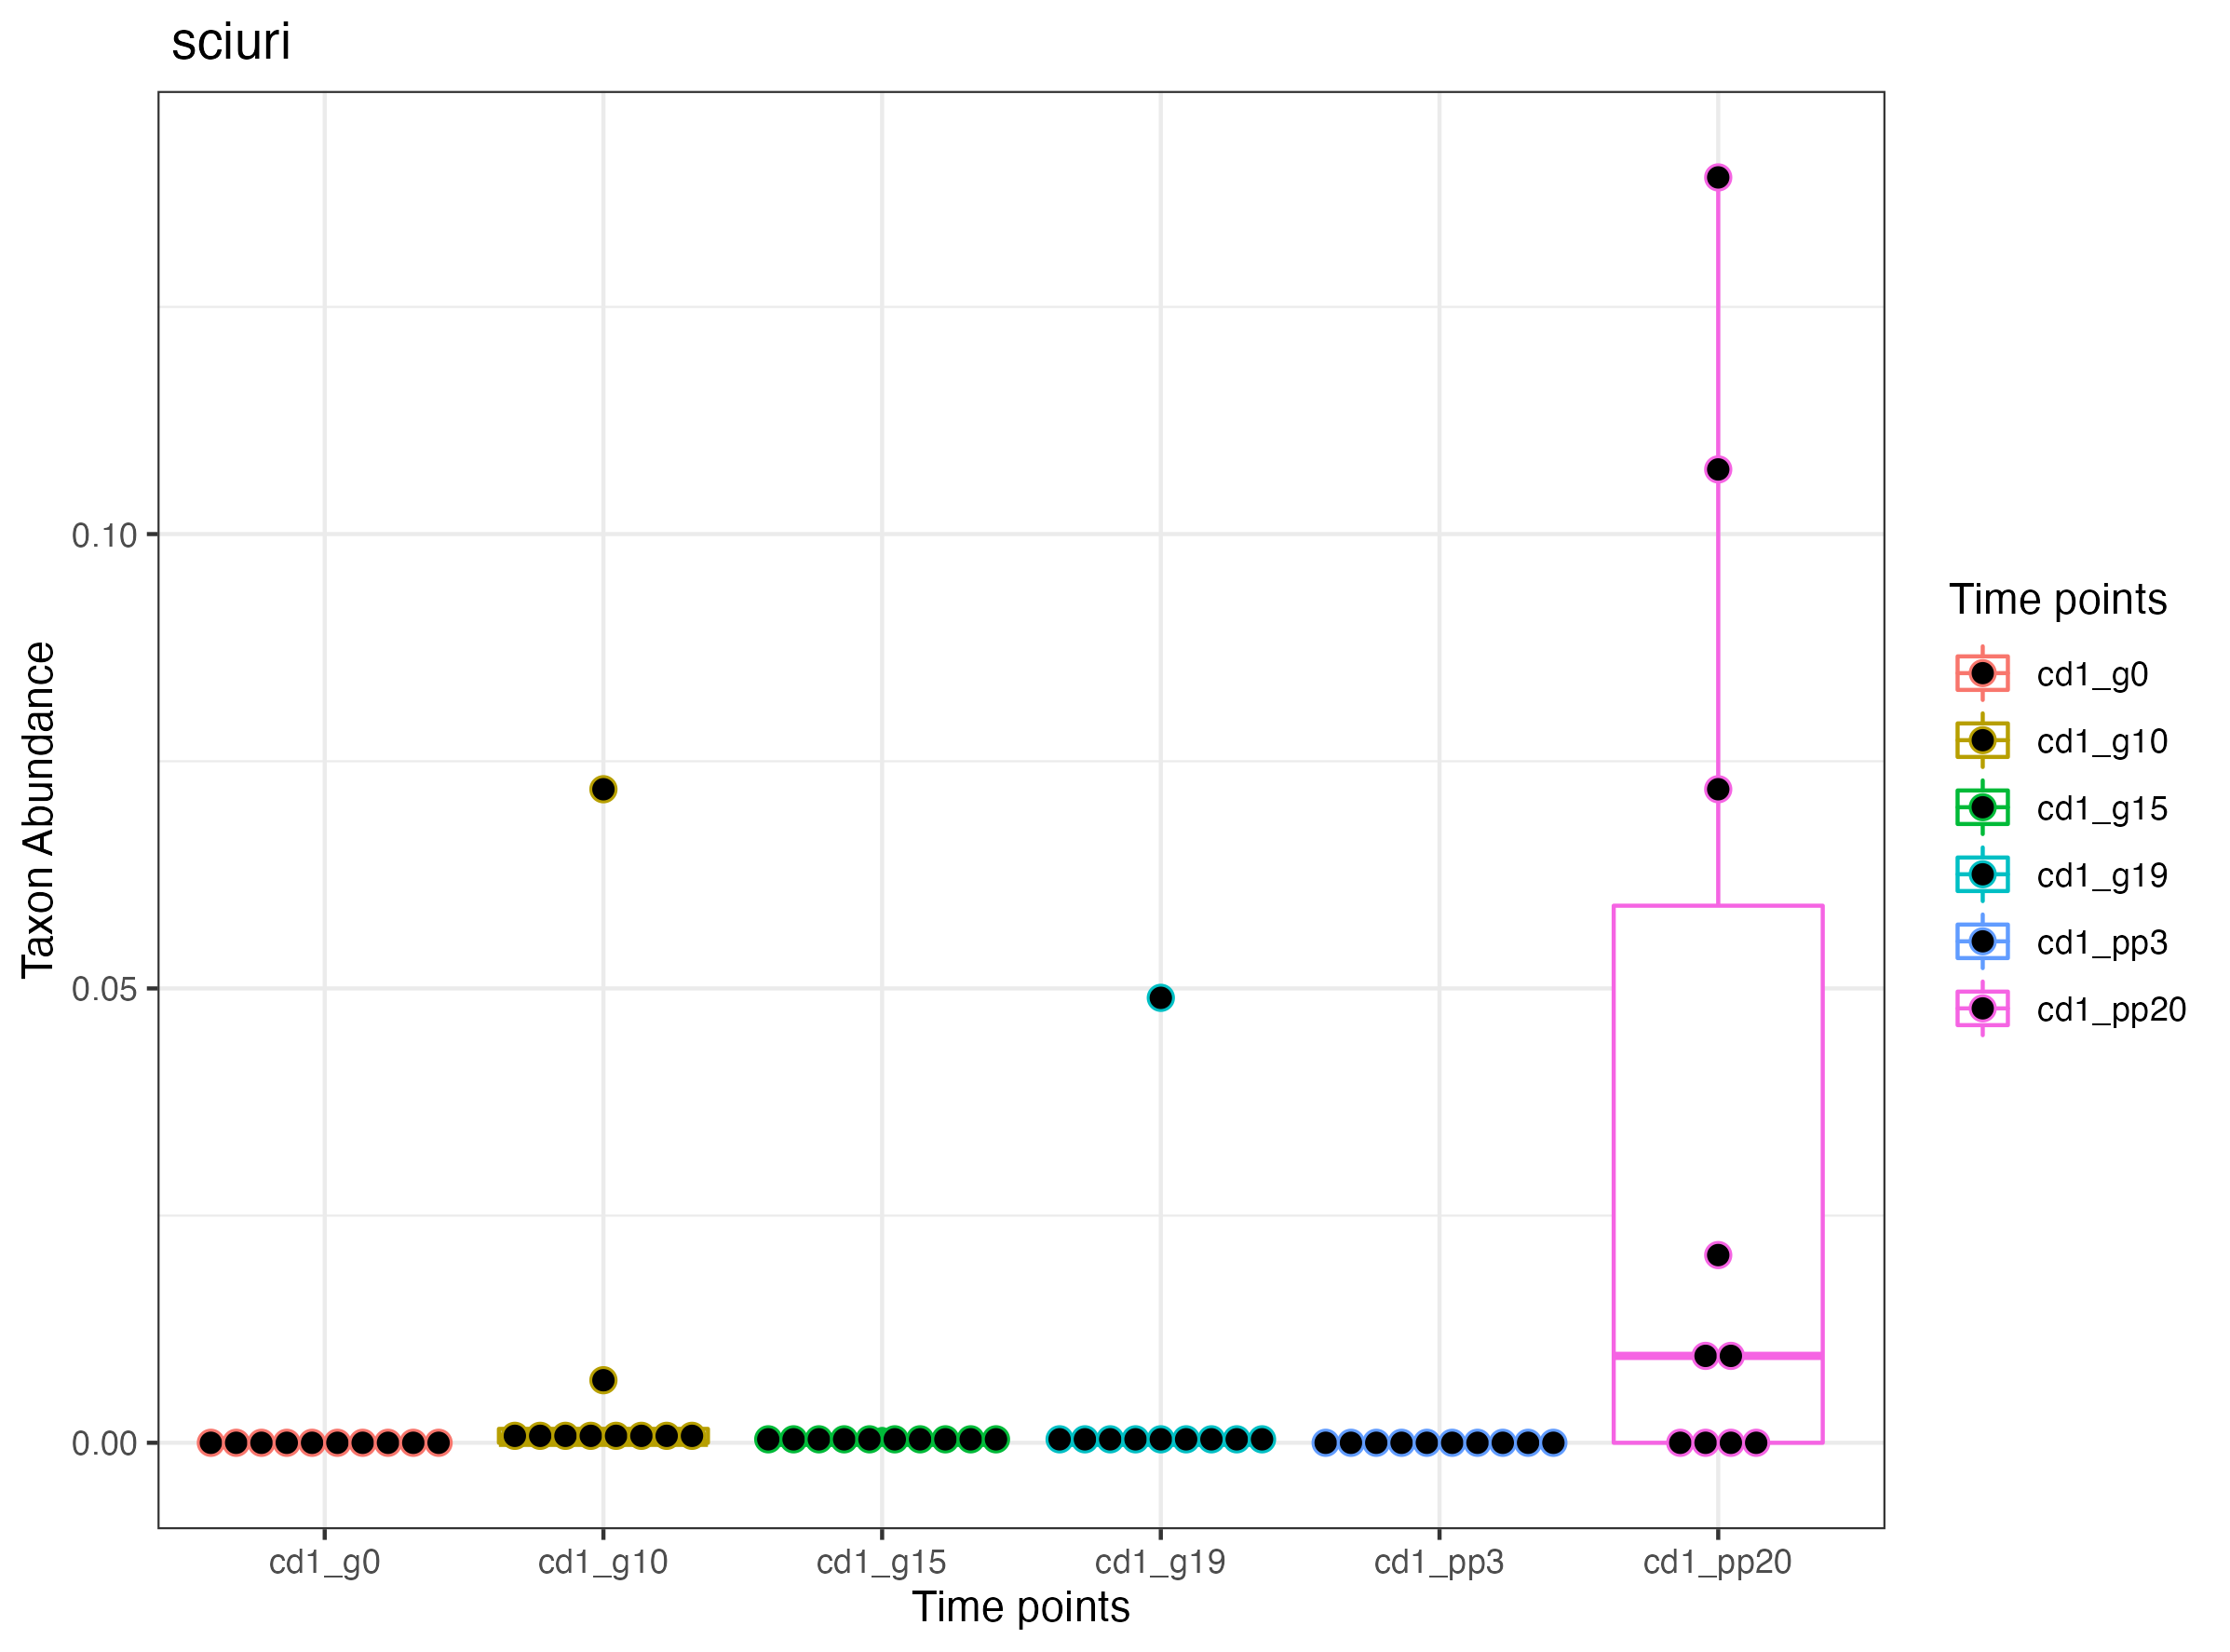 sciuri
Taxon Abundance
0.10
0.05
0.00
cd1_g0 cd1_g10 cd1_g15 cd1_g19 cd1_pp3 cd1_pp20
Time points
Time points
cd1_g0
cd1_g10
cd1_g15
cd1_g19
cd1_pp3
cd1_pp20